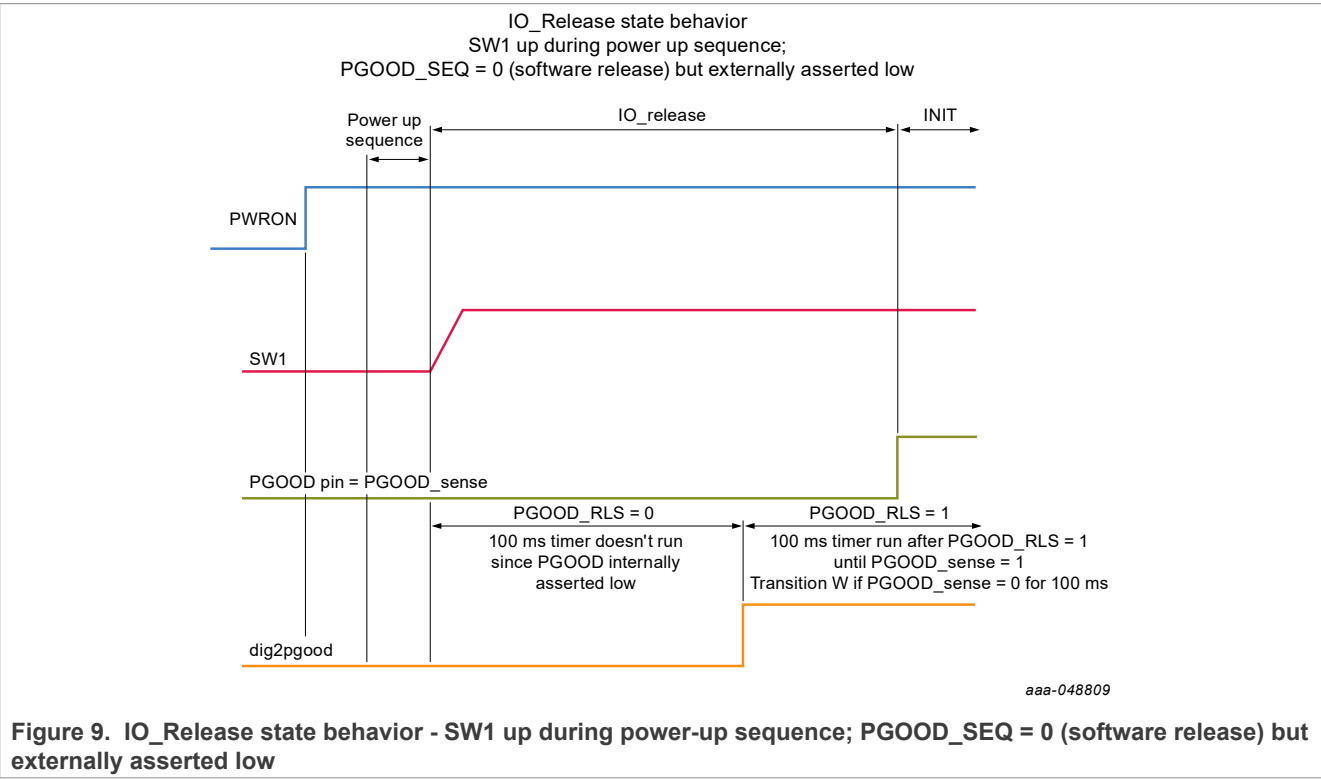 IO_Release state behavior
SW1 up during power up sequence;
PGOOD_SEQ = 0 (software release) but externally asserted low
Power up
sequence
IO_release
INIT
PWRON
SW1
PGOOD pin = PGOOD_sense
PGOOD_RLS = 0
100 ms timer doesn't run
since PGOOD internally
asserted low
PGOOD_RLS = 1
100 ms timer run after PGOOD_RLS = 1
until PGOOD_sense = 1
Transition W if PGOOD_sense = 0 for 100 ms
dig2pgood
aaa-048809
Figure 9. IO_Release state behavior - SW1 up during power-up sequence; PGOOD_SEQ = 0 (software release) but
externally asserted low